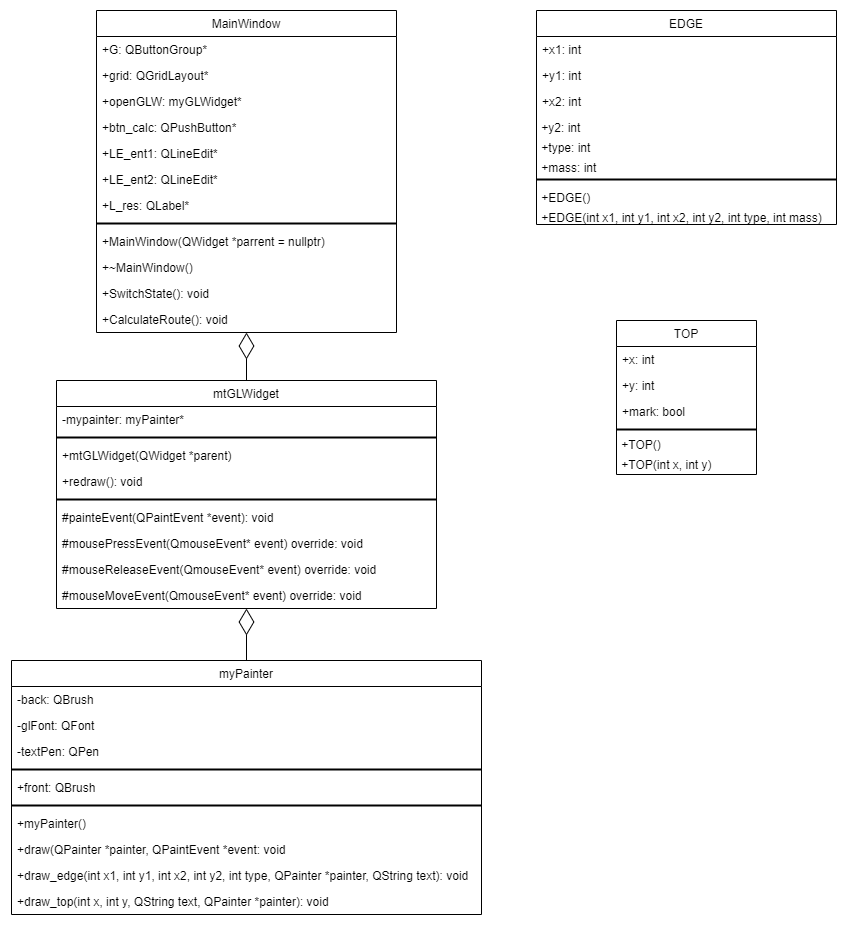 MainWindow
+G: QButtonGroup*
+grid: QGridLayout*
+openGLW: myGLWidget*
+btn_calc: QPushButton*
+LE_ent1: QLineEdit*
+LE_ent2: QLineEdit*
+L_res: QLabel*
+MainWindow(QWidget *parrent = nullptr)
+~MainWindow()
+SwitchState(): void
+CalculateRoute(): void
mtGLWidget
-mypainter: myPainter*
+mtGLWidget(QWidget *parent)
+redraw(): void
#painteEvent(QPaintEvent *event): void
#mousePressEvent(QmouseEvent* event) override: void
#mouseReleaseEvent(QmouseEvent* event) override: void
#mouseMoveEvent(QmouseEvent* event) override: void
myPainter
-back: QBrush
-glFont: QFont
-textPen: QPen
+front: QBrush
+myPainter()
+draw(QPainter *painter, QPaintEvent *event: void
+draw_edge(int x1, int y1, int x2, int y2, int type, QPainter *painter, QString text): void
+draw_top(int x, int y, QString text, QPainter *painter): void
EDGE
+x1: int
+y1: int
+x2: int
+y2: int
+type: int
+mass: int
+EDGE()
+EDGE(int x1, int y1, int x2, int y2, int type, int mass)
TOP
+x: int
+y: int
+mark: bool
+TOP()
+TOP(int x, int y)